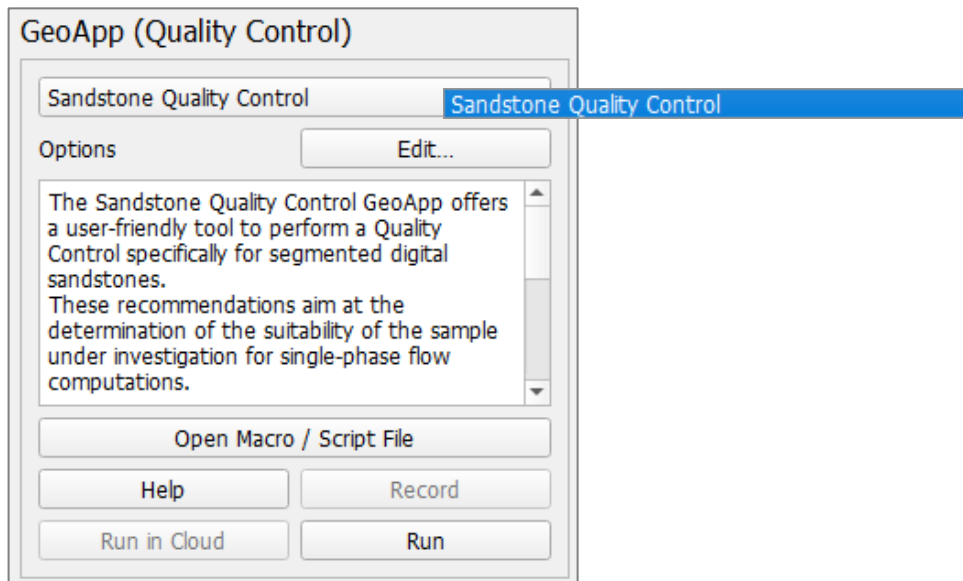 GeoApp (Quality Control)
Sandstone Quality Control
Sandstone Quality Control
Options
Edit...
The Sandstone Quality Control GeoApp offers
a user-friendly tool to perform a Quality
Control specifically for segmented digital
sandstones.
These recommendations aim at the
determination of the suitability of the sample
under investigation for single-phase flow
computations.
Open Macro / Script File
Help
Record
Run in Cloud
Run